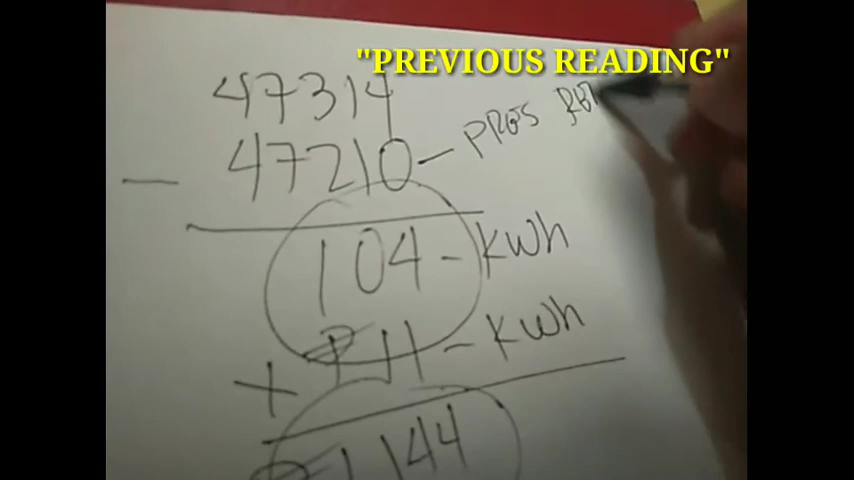 "PREVIOUS READING"
47314
- 47210 - PRES
104 - kwh
x ₱ 11 - kwh
₱ 1,144